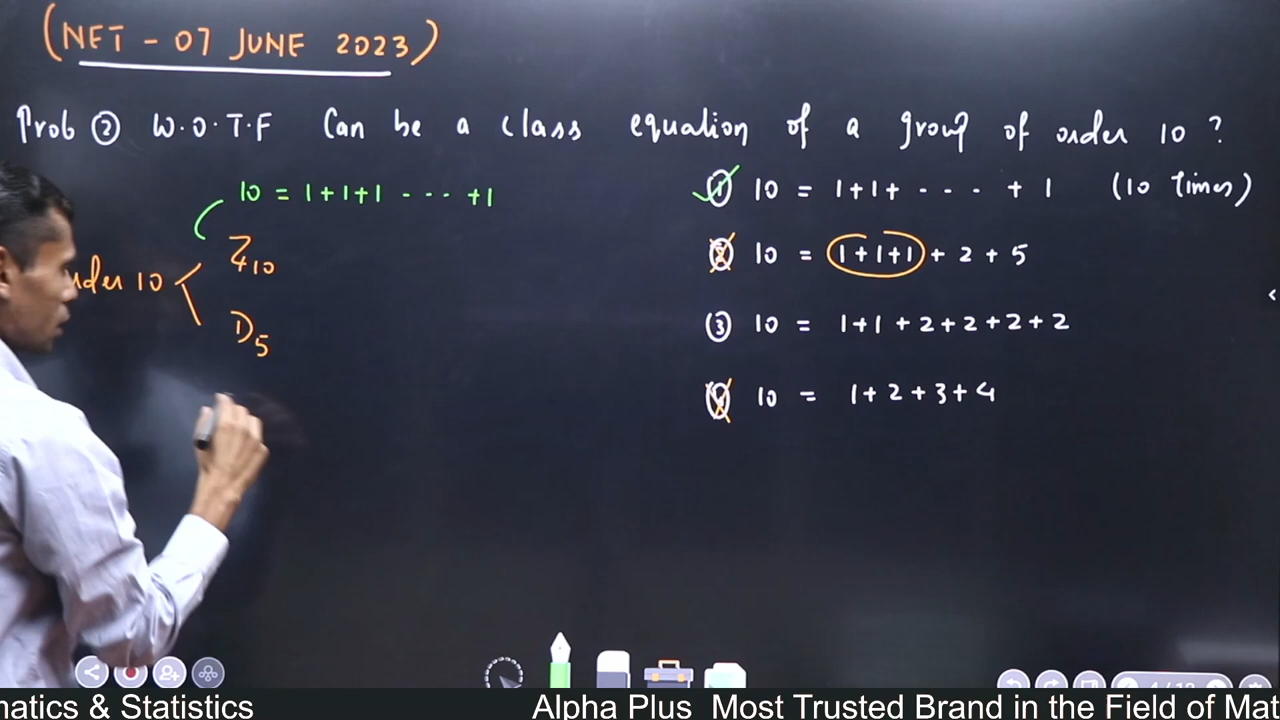 (NET - 07 JUNE 2023)
Prob ② W.O.T.F Can be a class equation of a group of order 10 ?
10 = 1+1+1 ---- +1
① 10 = 1+1+ - - - - + 1 (10 times)
② 10 = 1+1+1 + 2 + 5
Z10
order 10
D5
③ 10 = 1+1+2+2+2+2
④ 10 = 1+2+3+4
matics & Statistics
Alpha Plus Most Trusted Brand in the Field of Mat